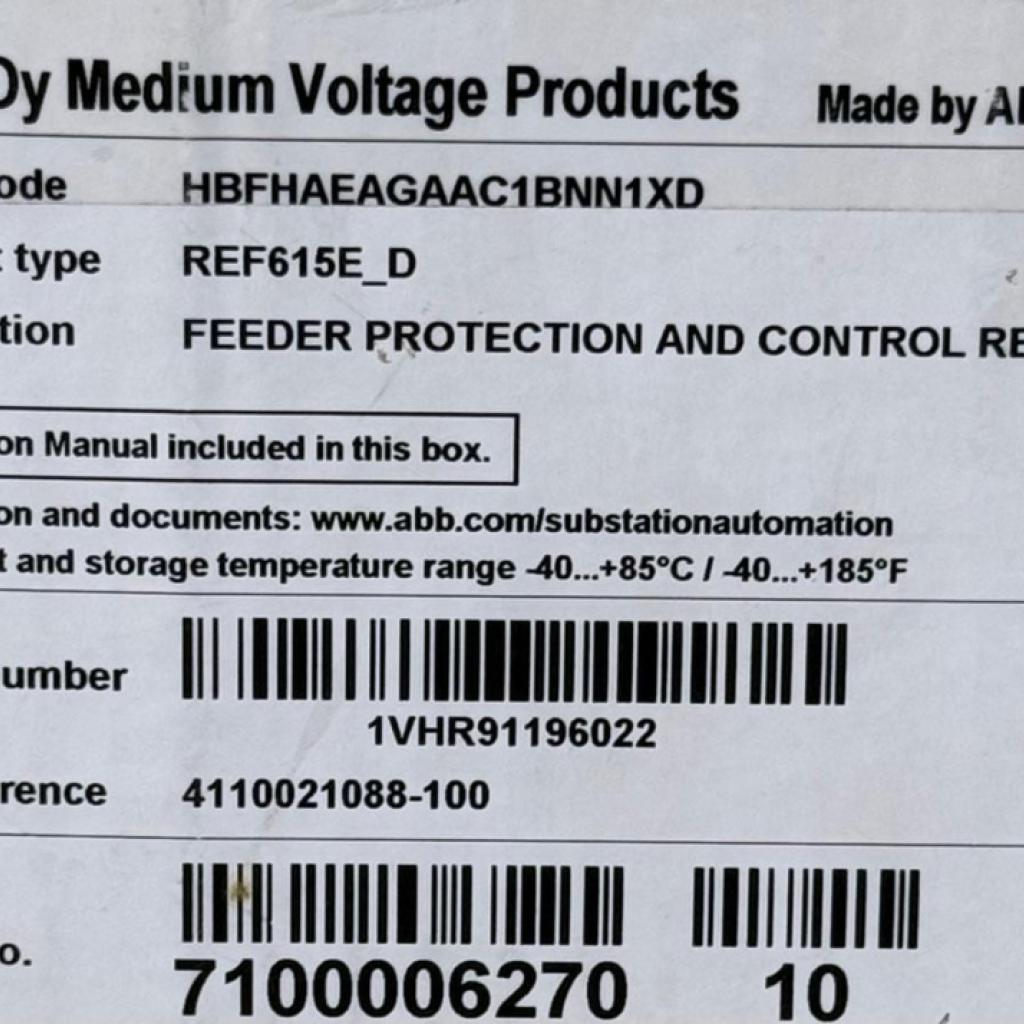 Oy Medium Voltage Products Made by A
ode HBFHAEAGAAC1BNN1XD
type REF615E_D
tion FEEDER PROTECTION AND CONTROL RE
on Manual included in this box.
on and documents: www.abb.com/substationautomation
t and storage temperature range -40...+85°C / -40...+185°F
umber
1VHR91196022
rence 4110021088-100
o. 7100006270 10